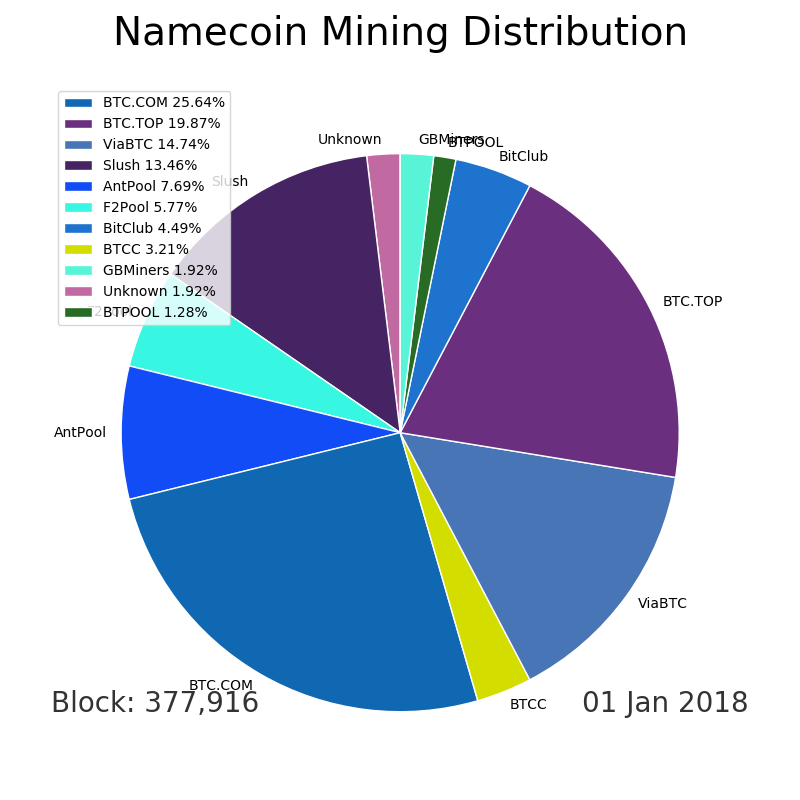 Namecoin Mining Distribution
BTC.COM 25.64%
BTC.TOP 19.87%
ViaBTC 14.74%
Slush 13.46%
AntPool 7.69%
F2Pool 5.77%
BitClub 4.49%
BTCC 3.21%
GBMiners 1.92%
Unknown 1.92%
BTPOOL 1.28%
Unknown
GBMiners
BTPOOL
BitClub
Slush
BTC.TOP
F2Pool
AntPool
ViaBTC
BTC.COM
BTCC
Block: 377,916
01 Jan 2018